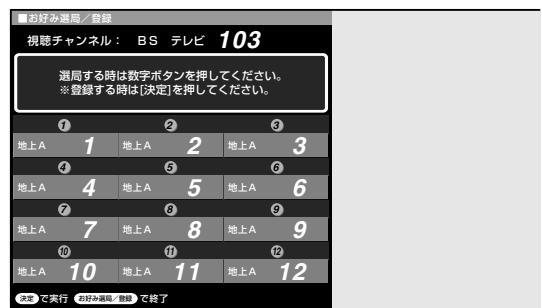 ■お好み選局／登録
視聴チャンネル： BS テレビ 103
選局する時は数字ボタンを押してください。
※登録する時は[決定]を押してください。
① ② ③
地上A 1 地上A 2 地上A 3
④ ⑤ ⑥
地上A 4 地上A 5 地上A 6
⑦ ⑧ ⑨
地上A 7 地上A 8 地上A 9
⑩ ⑪ ⑫
地上A 10 地上A 11 地上A 12
決定 で実行 お好み選局／登録 で終了